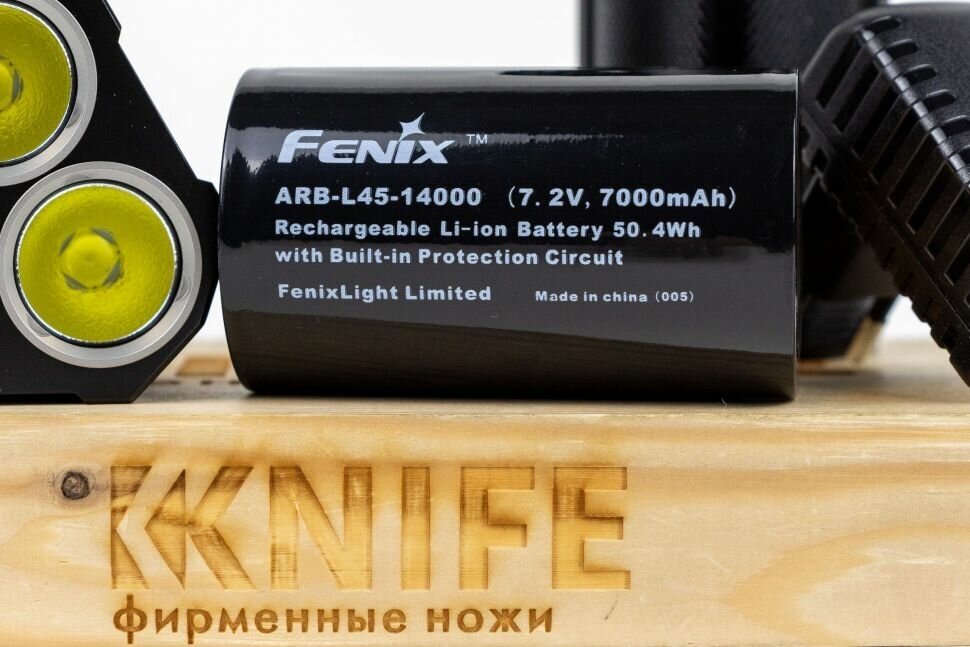 FENIX™
ARB-L45-14000 (7.2V, 7000mAh)
Rechargeable Li-ion Battery 50.4Wh
with Built-in Protection Circuit
FenixLight Limited Made in china (005)
KKNIFE
фирменные ножи